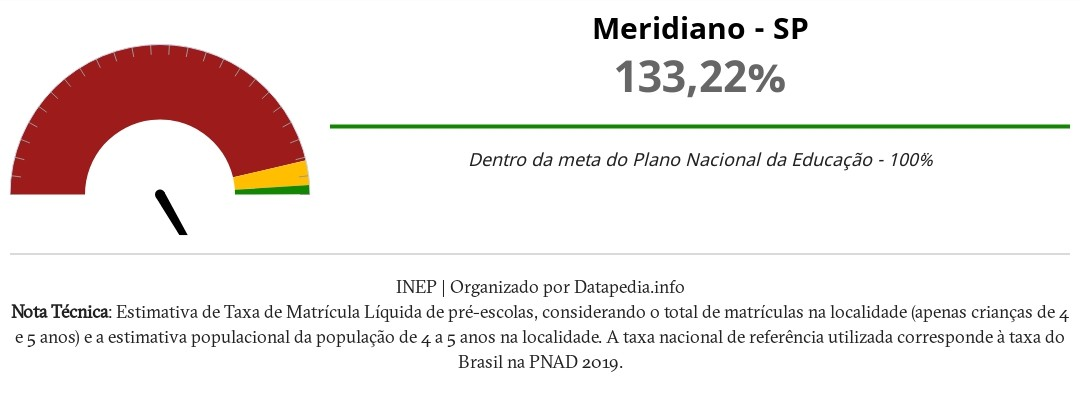 Meridiano - SP
133,22%
Dentro da meta do Plano Nacional da Educação - 100%
INEP | Organizado por Datapedia.info
Nota Técnica: Estimativa de Taxa de Matrícula Líquida de pré-escolas, considerando o total de matrículas na localidade (apenas crianças de 4
e 5 anos) e a estimativa populacional da população de 4 a 5 anos na localidade. A taxa nacional de referência utilizada corresponde à taxa do
Brasil na PNAD 2019.